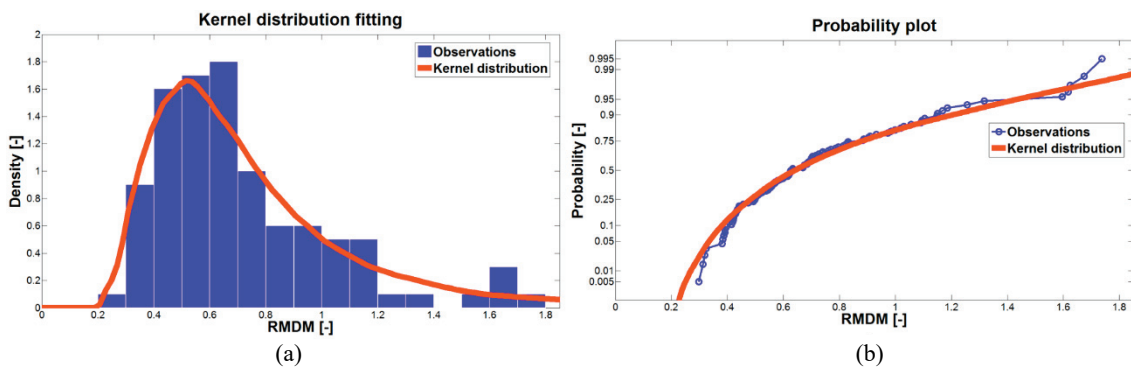 Kernel distribution fitting
2
1.8
1.6
1.4
1.2
1
0.8
0.6
0.4
0.2
0
Density [-]
Observations
Kernel distribution
0 0.2 0.4 0.6 0.8 1 1.2 1.4 1.6 1.8
RMDM [-]
(a)
Probability plot
0.995
0.99
0.95
0.9
0.75
0.5
0.25
0.1
0.05
0.01
0.005
Probability [-]
Observations
Kernel distribution
0 0.2 0.4 0.6 0.8 1 1.2 1.4 1.6 1.8
RMDM [-]
(b)